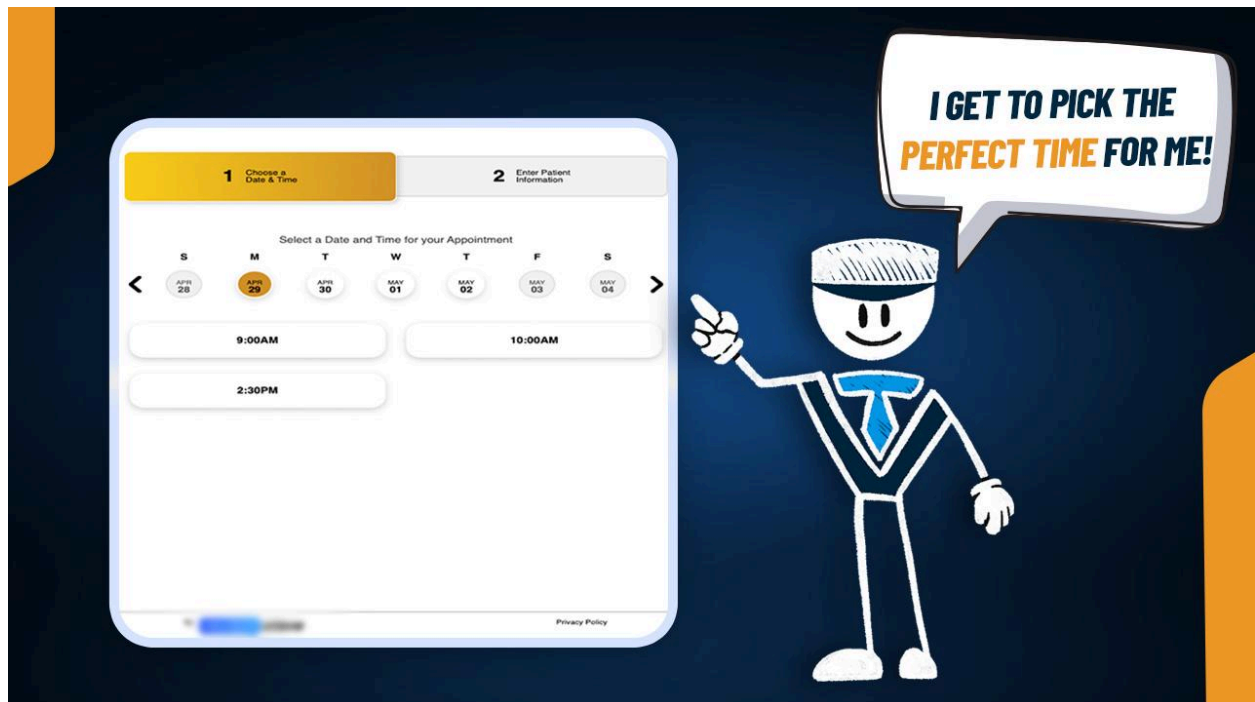 I GET TO PICK THE
PERFECT TIME FOR ME!
1 Choose a
Date & Time
2 Enter Patient
Information
Select a Date and Time for your Appointment
S M T W T F S
APR APR APR MAY MAY MAY MAY
28 29 30 01 02 03 04
9:00AM 10:00AM
2:30PM
Privacy Policy